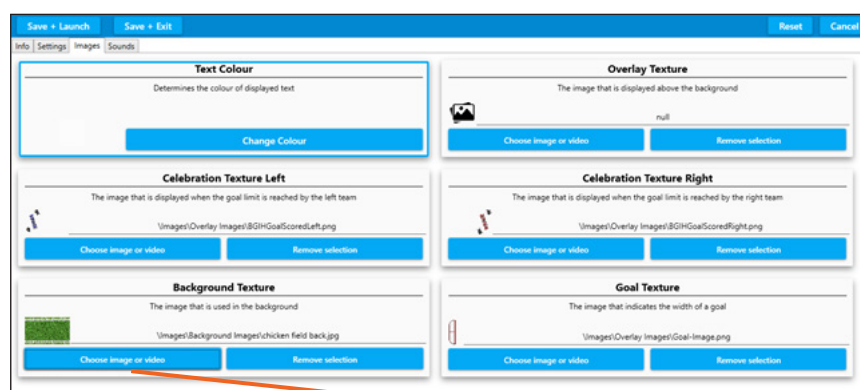 Save + Launch Save + Exit Reset Cancel
Info Settings Images Sounds
Text Colour
Determines the colour of displayed text
Change Colour
Overlay Texture
The image that is displayed above the background
null
Choose image or video Remove selection
Celebration Texture Left
The image that is displayed when the goal limit is reached by the left team
\Images\Overlay Images\BGIHGoalScoredLeft.png
Choose image or video Remove selection
Celebration Texture Right
The image that is displayed when the goal limit is reached by the right team
\Images\Overlay Images\BGIHGoalScoredRight.png
Choose image or video Remove selection
Background Texture
The image that is used in the background
\Images\Background Images\chicken field back.jpg
Choose image or video Remove selection
Goal Texture
The image that indicates the width of a goal
\Images\Overlay Images\Goal-Image.png
Choose image or video Remove selection